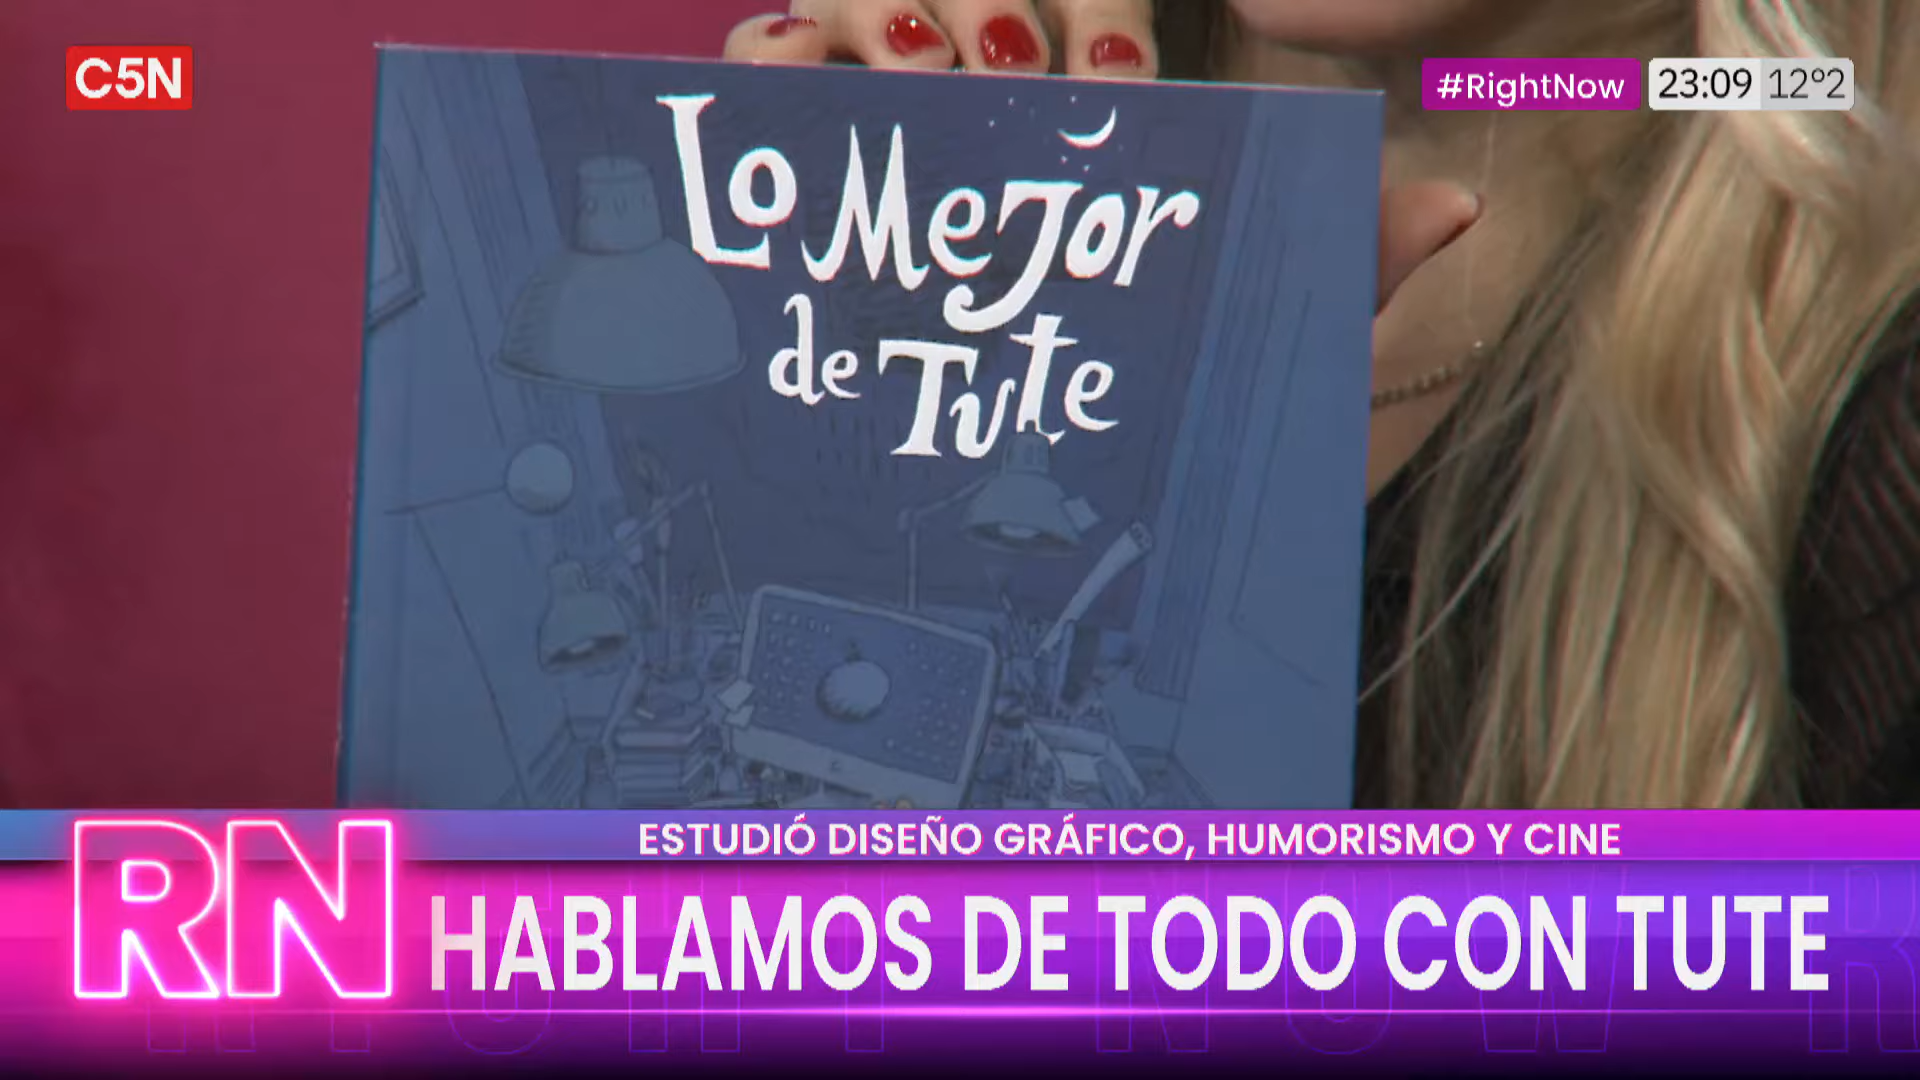 C5N
#RightNow 23:09 12°2
Lo Mejor
de Tute
ESTUDIÓ DISEÑO GRÁFICO, HUMORISMO Y CINE
RN
HABLAMOS DE TODO CON TUTE